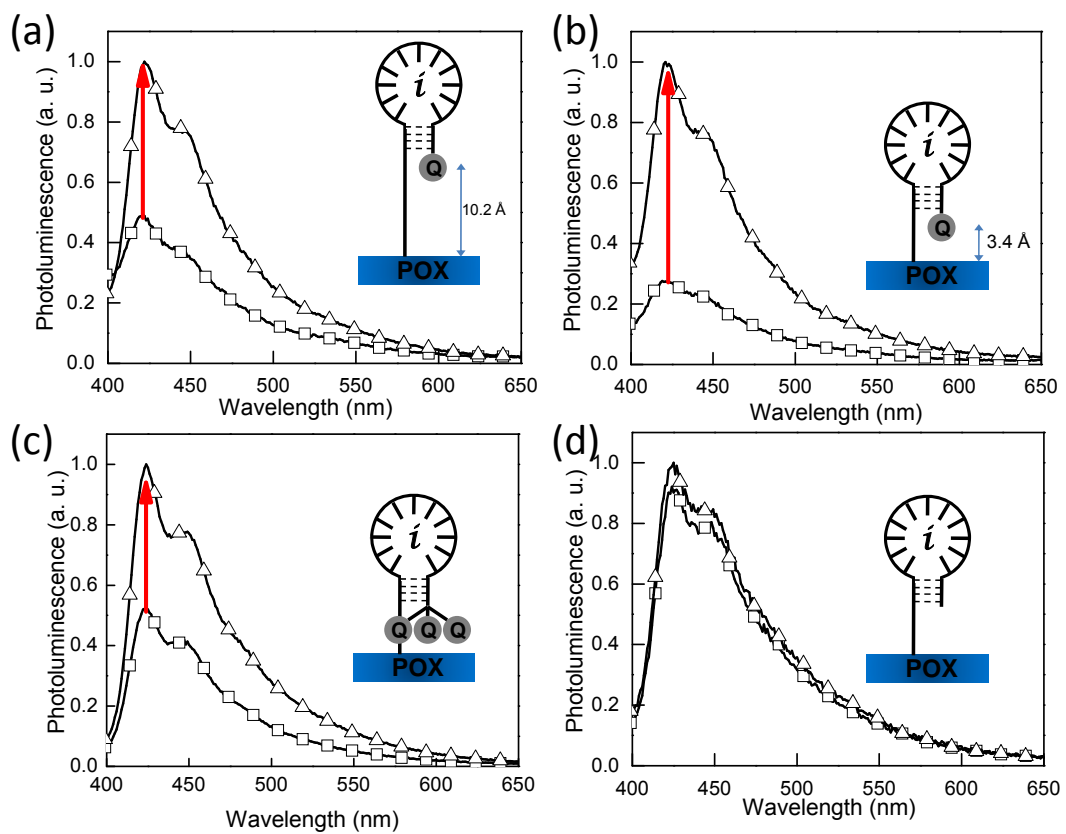 (a)
Photoluminescence (a. u.)
1.0
0.8
0.6
0.4
0.2
0.0
400 450 500 550 600 650
Wavelength (nm)
i
Q
10.2 Å
POX
(b)
Photoluminescence (a. u.)
1.0
0.8
0.6
0.4
0.2
0.0
400 450 500 550 600 650
Wavelength (nm)
i
Q
3.4 Å
POX
(c)
Photoluminescence (a. u.)
1.0
0.8
0.6
0.4
0.2
0.0
400 450 500 550 600 650
Wavelength (nm)
i
Q Q Q
POX
(d)
Photoluminescence (a. u.)
1.0
0.8
0.6
0.4
0.2
0.0
400 450 500 550 600 650
Wavelength (nm)
i
POX